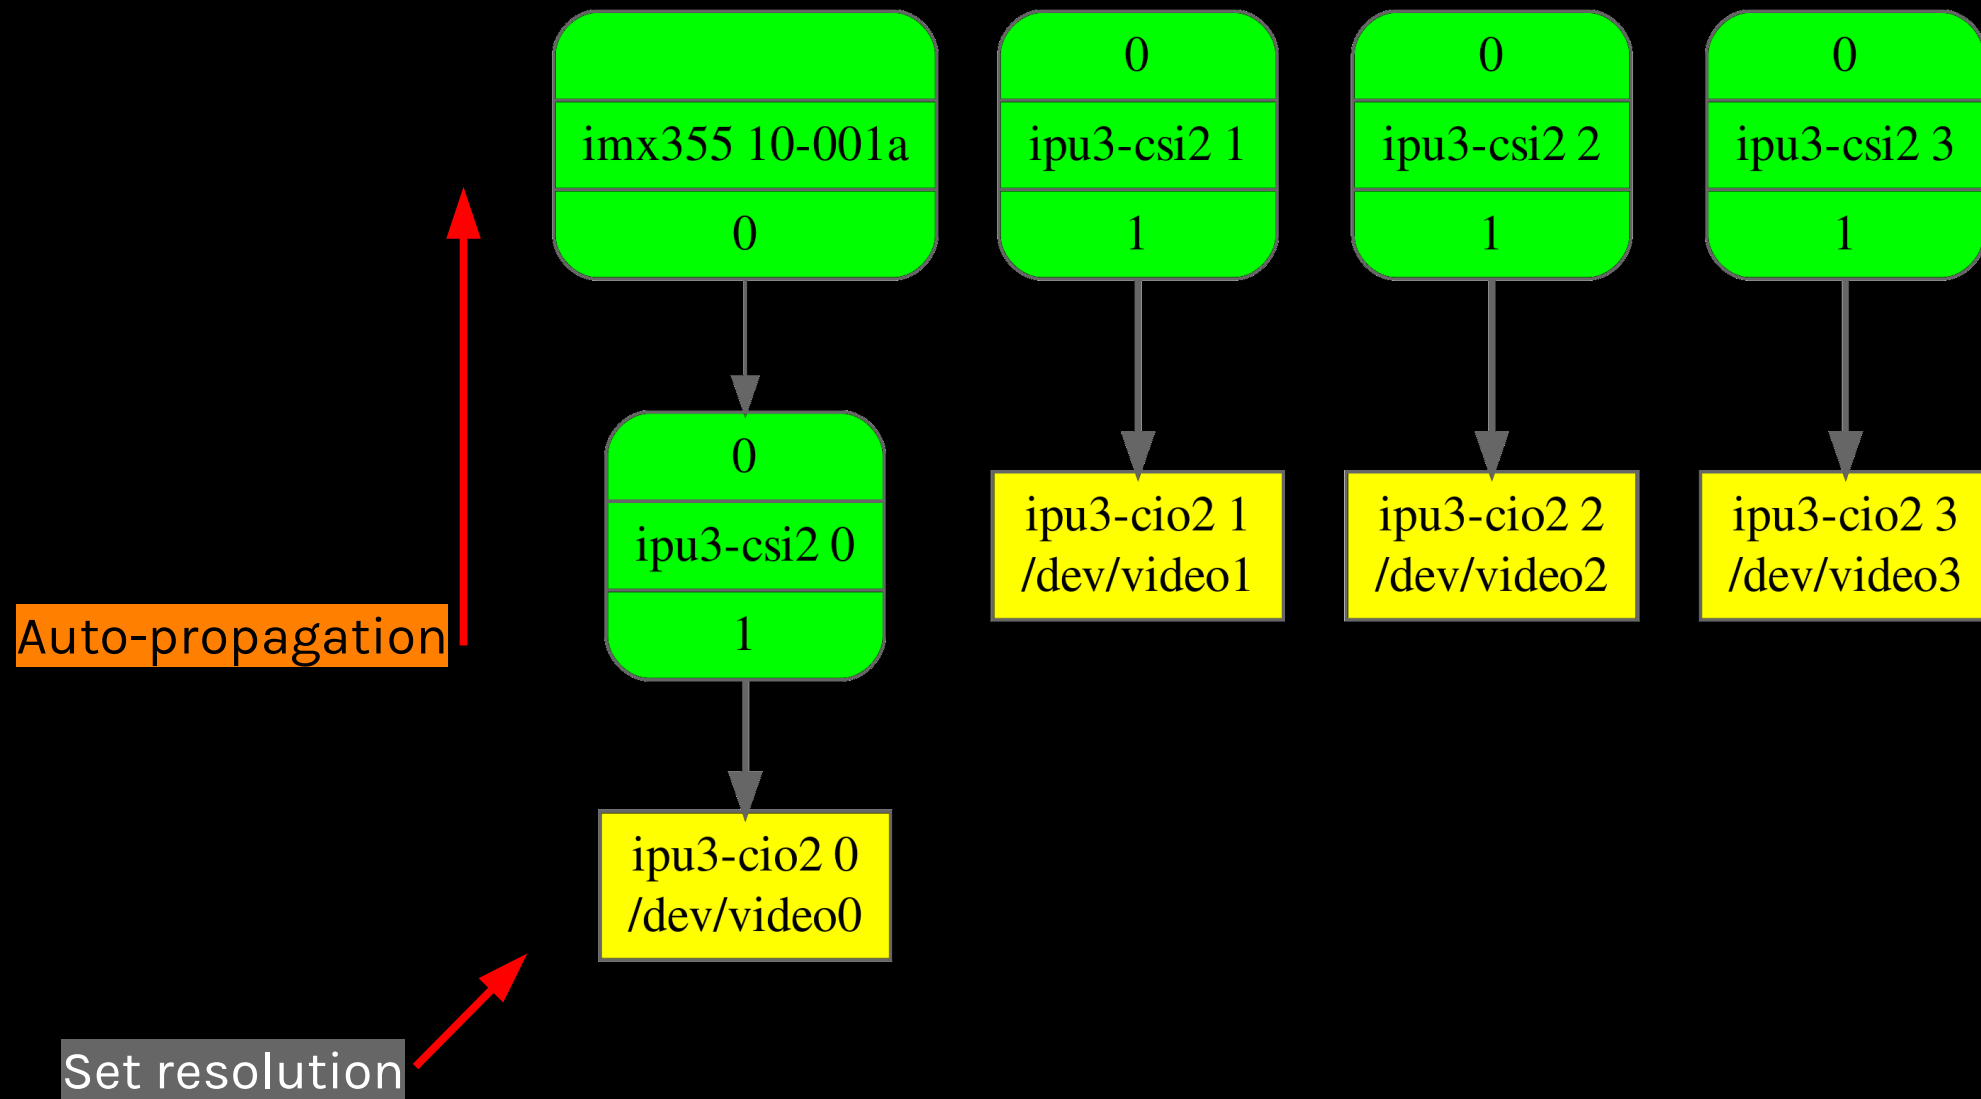 imx355 10-001a
0
0
ipu3-csi2 1
1
0
ipu3-csi2 2
1
0
ipu3-csi2 3
1
0
ipu3-csi2 0
1
ipu3-cio2 1
/dev/video1
ipu3-cio2 2
/dev/video2
ipu3-cio2 3
/dev/video3
Auto-propagation
ipu3-cio2 0
/dev/video0
Set resolution